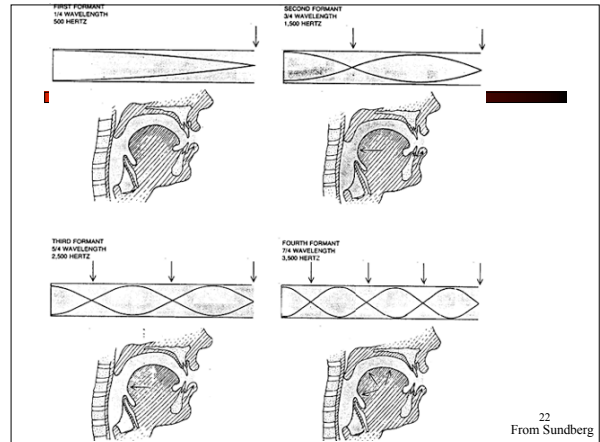 FIRST FORMANT
1/4 WAVELENGTH
500 HERTZ
SECOND FORMANT
3/4 WAVELENGTH
1,500 HERTZ
THIRD FORMANT
5/4 WAVELENGTH
2,500 HERTZ
FOURTH FORMANT
7/4 WAVELENGTH
3,500 HERTZ
22
From Sundberg